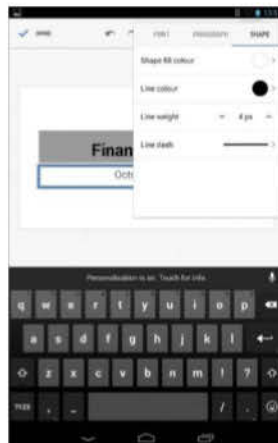 DONE
FONT PARAGRAPH SHAPE
Shape fill colour
Line colour
Line weight 4 px
Line dash
Finan
Octo
Personalisation is on. Touch for info.
q w e r t y u i o p
a s d f g h j k l
z x c v b n m ! ?
?123 , _ / .